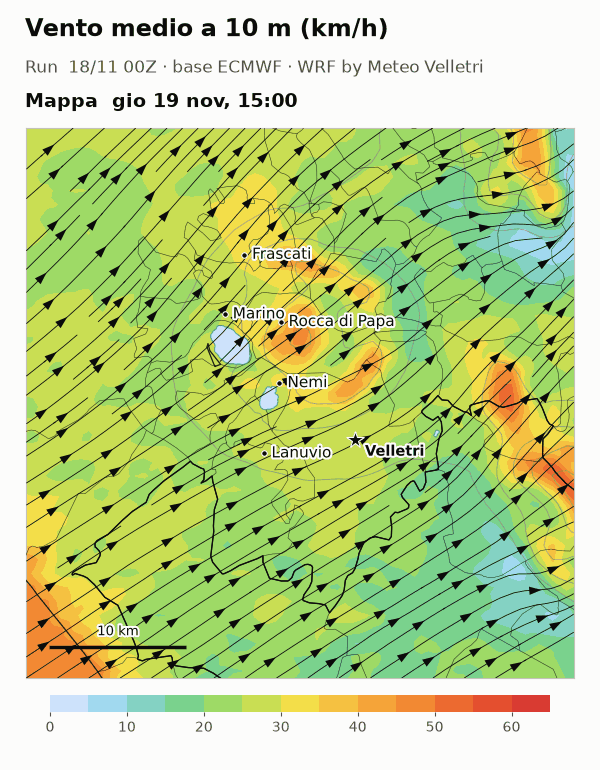 Vento medio a 10 m (km/h)
Run  18/11 00Z · base ECMWF · WRF by Meteo Velletri
Mappa  gio 19 nov, 15:00
Frascati
Marino
Rocca di Papa
Nemi
Velletri
Lanuvio
10 km
0 10 20 30 40 50 60